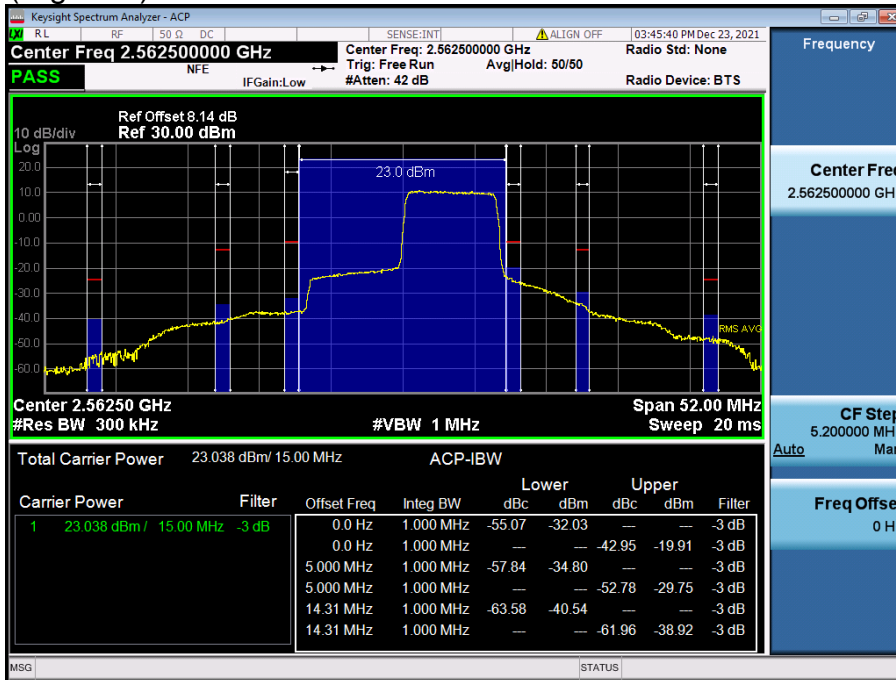 Keysight Spectrum Analyzer - ACP
LXI RL RF 50 Ω DC SENSE:INT ALIGN OFF 03:45:40 PM Dec 23, 2021
Center Freq 2.562500000 GHz Center Freq: 2.562500000 GHz Radio Std: None
NFE Trig: Free Run Avg|Hold: 50/50
PASS IFGain:Low #Atten: 42 dB Radio Device: BTS
Frequency
Ref Offset 8.14 dB
10 dB/div Ref 30.00 dBm
Log
20.0
23.0 dBm
10.0
0.00
-10.0
-20.0
-30.0
-40.0
RMS AVG
-50.0
-60.0
Center 2.56250 GHz Span 52.00 MHz
#Res BW 300 kHz #VBW 1 MHz Sweep 20 ms
Center Fre
2.562500000 GH
CF Step
5.200000 MH
Auto Ma
Freq Offse
0 H
Total Carrier Power 23.038 dBm/ 15.00 MHz ACP-IBW
Lower Upper
Carrier Power Filter Offset Freq Integ BW dBc dBm dBc dBm Filter
1 23.038 dBm / 15.00 MHz -3 dB 0.0 Hz 1.000 MHz -55.07 -32.03 --- --- -3 dB
0.0 Hz 1.000 MHz --- --- -42.95 -19.91 -3 dB
5.000 MHz 1.000 MHz -57.84 -34.80 --- --- -3 dB
5.000 MHz 1.000 MHz --- --- -52.78 -29.75 -3 dB
14.31 MHz 1.000 MHz -63.58 -40.54 --- --- -3 dB
14.31 MHz 1.000 MHz --- --- -61.96 -38.92 -3 dB
MSG STATUS